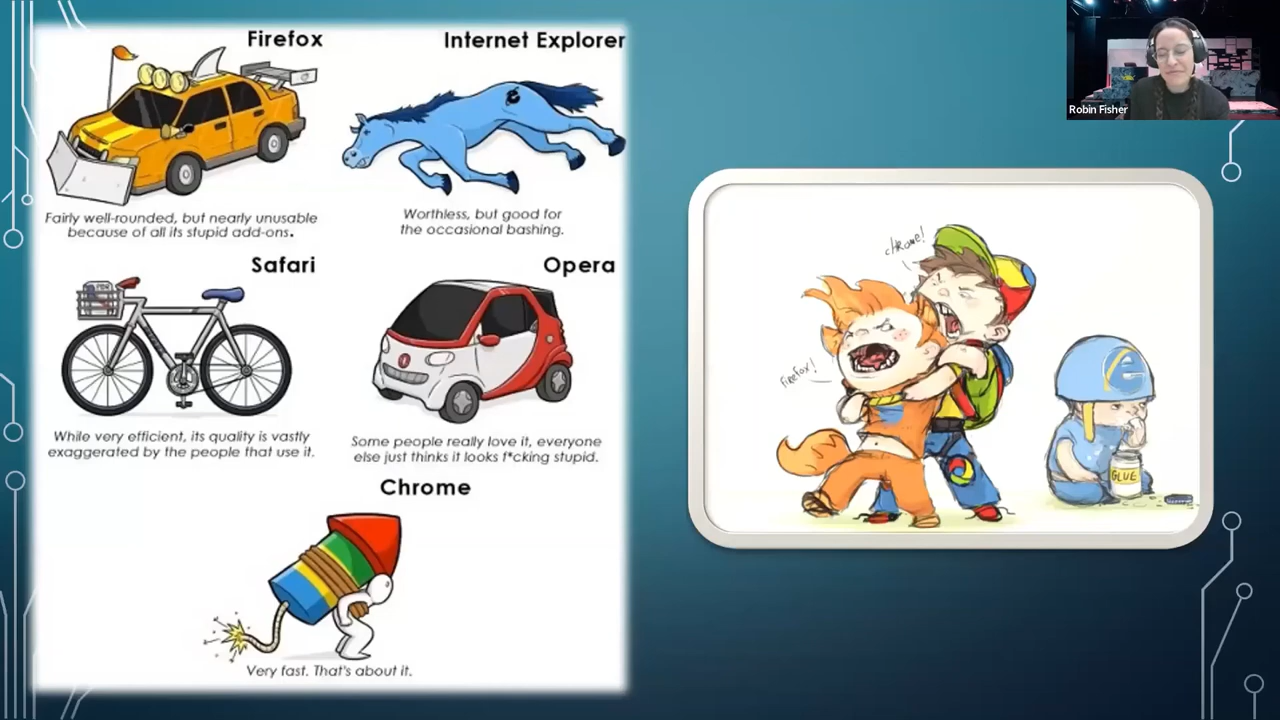 Firefox
Internet Explorer
Fairly well-rounded, but nearly unusable
because of all its stupid add-ons.
Worthless, but good for
the occasional bashing.
Safari
Opera
While very efficient, its quality is vastly
exaggerated by the people that use it.
Some people really love it, everyone
else just thinks it looks f*cking stupid.
Chrome
Very fast. That's about it.
chrome!
firefox!
GLUE
Robin Fisher